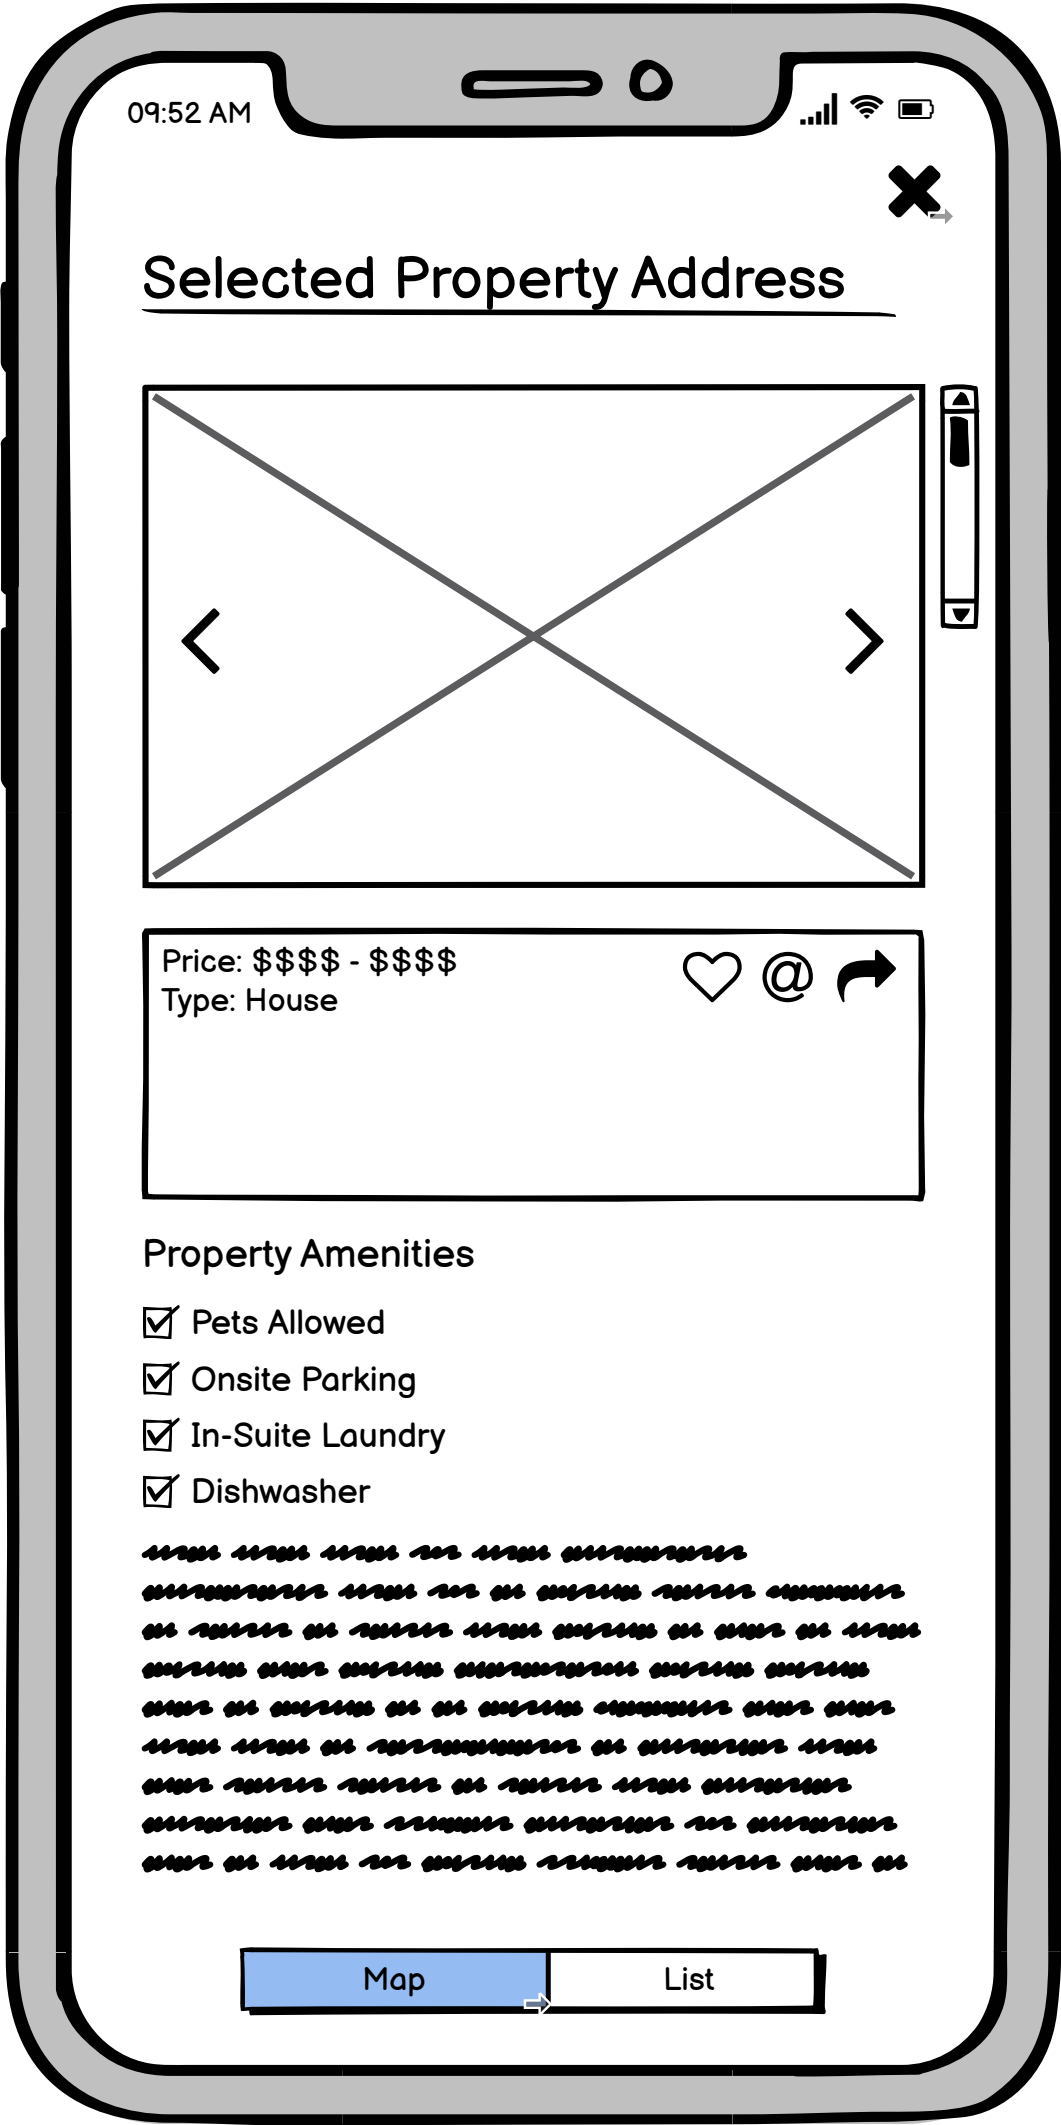 09:52 AM
Selected Property Address
Price: $$$$ - $$$$
Type: House
@
Property Amenities
Pets Allowed
Onsite Parking
In-Suite Laundry
Dishwasher
Map
List